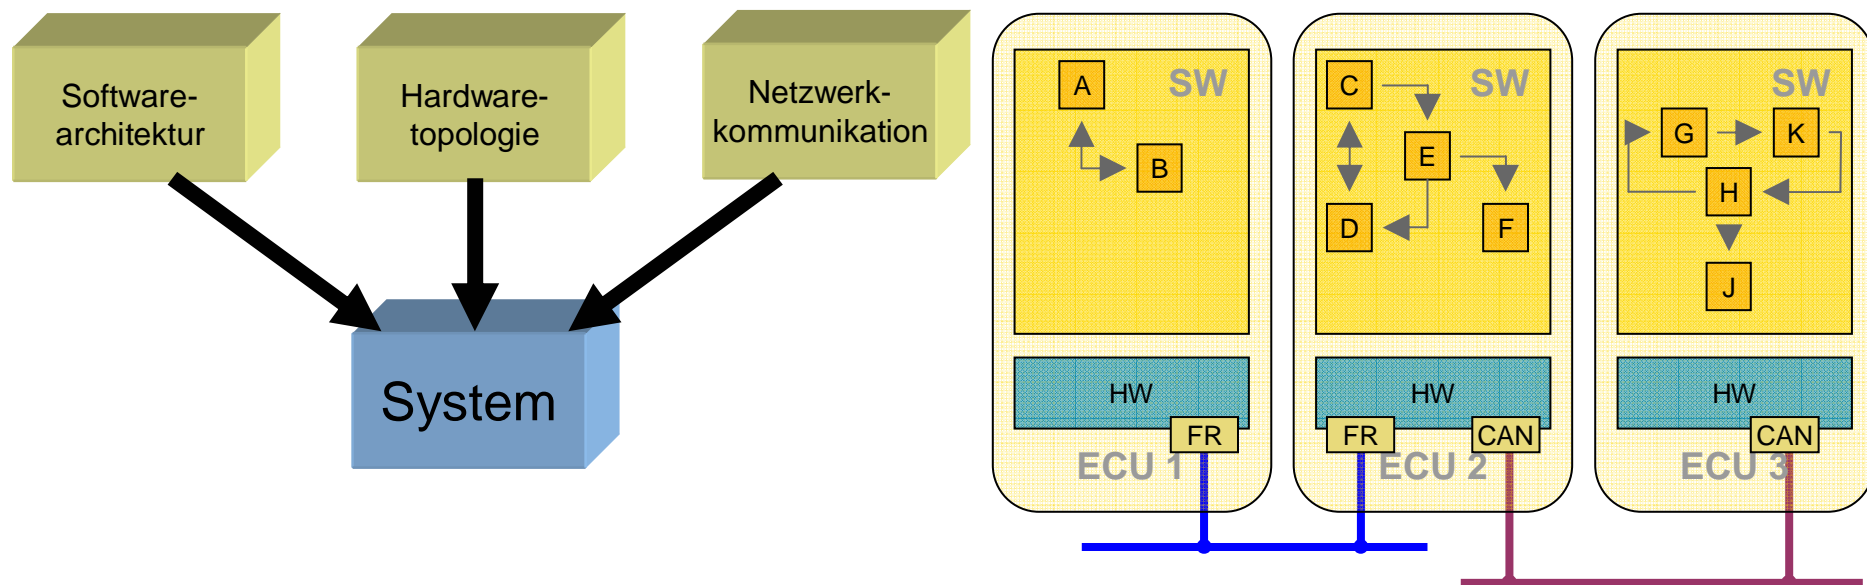 Software-
architektur
Hardware-
topologie
Netzwerk-
kommunikation
System
SW
A
B
HW
FR
ECU 1
SW
C
E
D
F
HW
FR
CAN
ECU 2
SW
G
K
H
J
HW
CAN
ECU 3